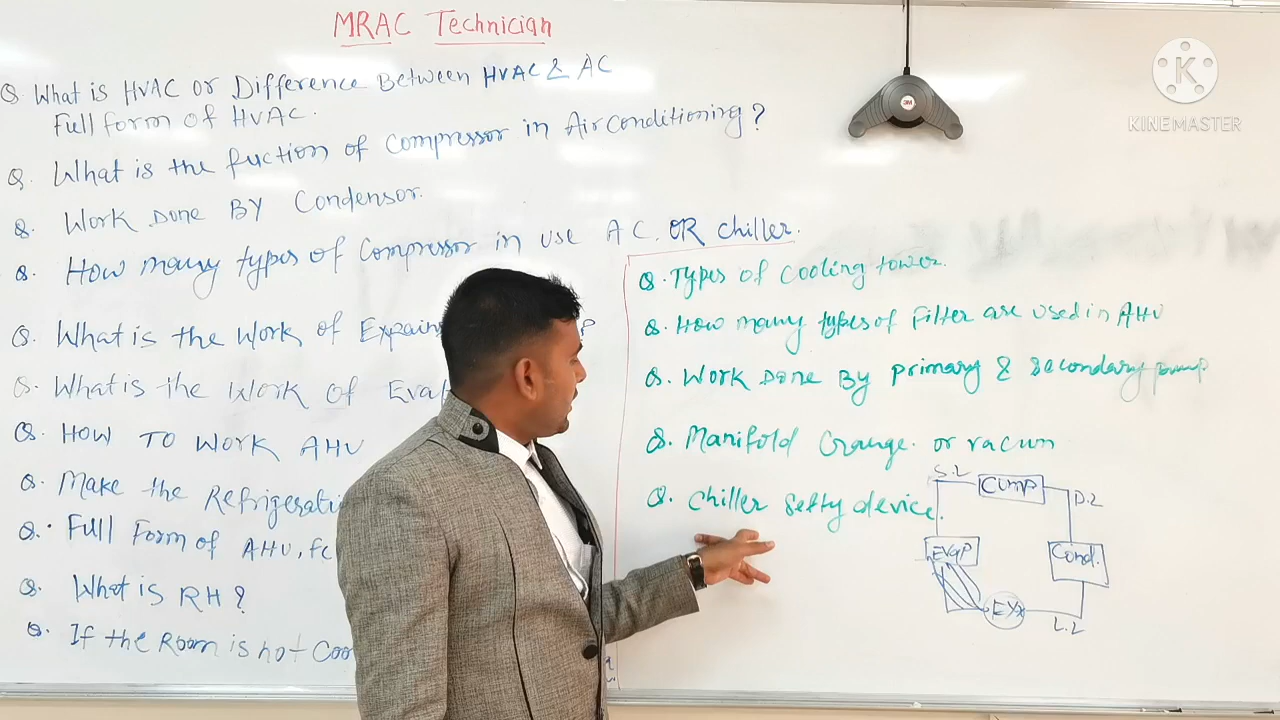 MRAC Technician
Q What is HVAC or Difference Between HVAC & AC
Full form of HVAC.
Q. What is the fuction of Compressor in Airconditioning?
Q. Work Done By Condensor.
Q. How many types of Compressor in use AC. OR chiller.
Q. What is the work of
Q. What is the Work of
Q. How To Work AHU
Q. Make the
Q. Full Form of AHU,
Q. What is RH?
Q. If the Room is not
Q. Types of Cooling tower.
Q. How many types of Filter are used in AHU
Q. Work Done By primary & Secondary pump
Q. Manifold or vacum
Q. Chiller Sefty device.
S.L
Comp
D.L
Evap
Cond.
L.L
3M
K
KINEMASTER